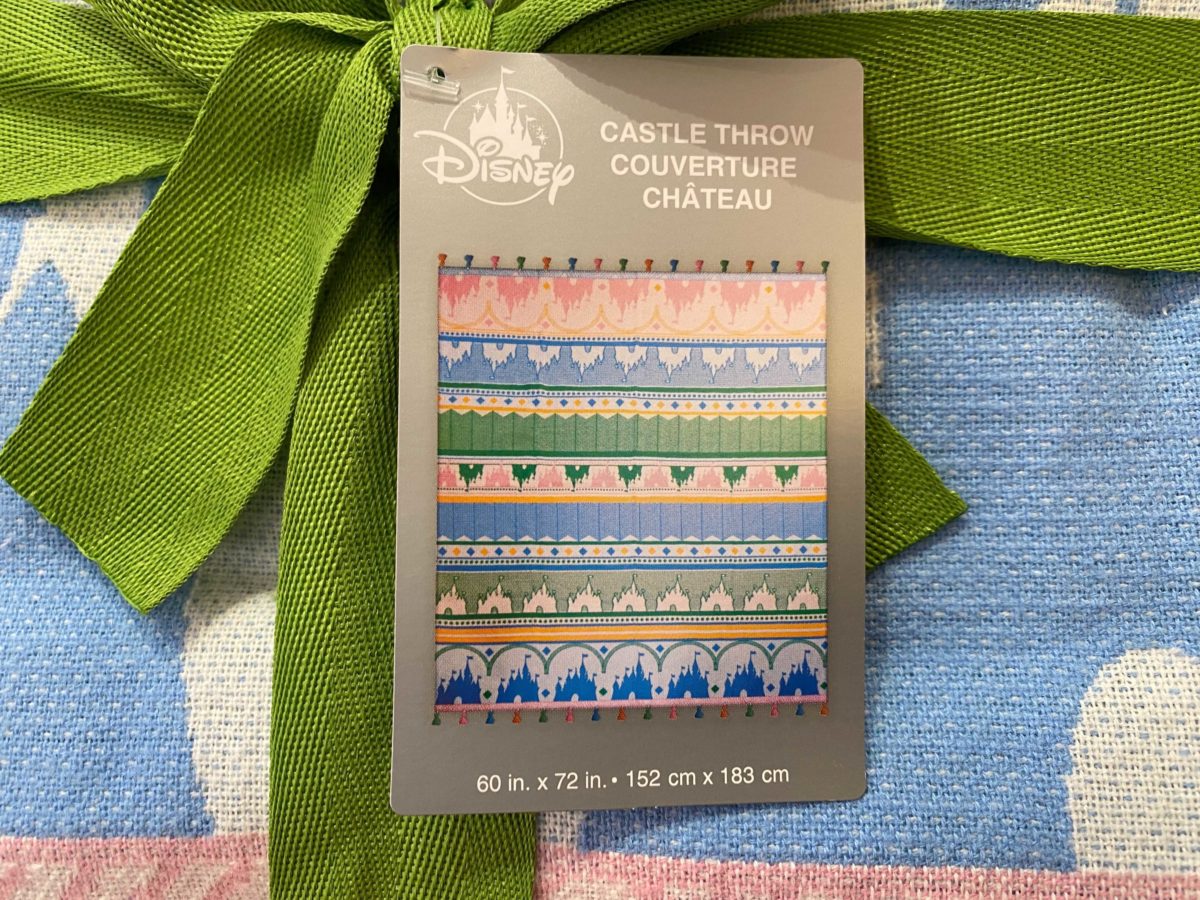 Disney
CASTLE THROW
COUVERTURE
CHÂTEAU
60 in. x 72 in. • 152 cm x 183 cm